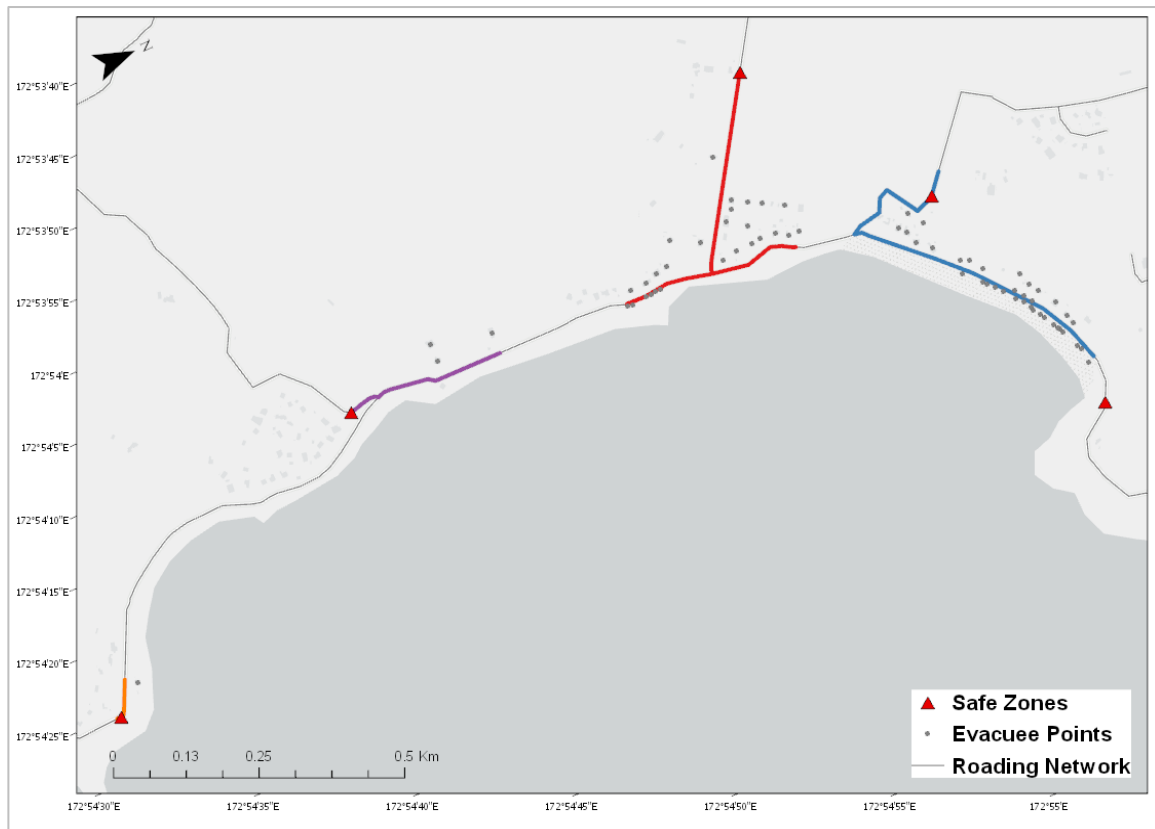 N
172°53'40"E
172°53'45"E
172°53'50"E
172°53'55"E
172°54'E
172°54'5"E
172°54'10"E
172°54'15"E
172°54'20"E
172°54'25"E
0 0.13 0.25 0.5 Km
Safe Zones
Evacuee Points
Roading Network
172°54'30"E 172°54'35"E 172°54'40"E 172°54'45"E 172°54'50"E 172°54'55"E 172°55'E